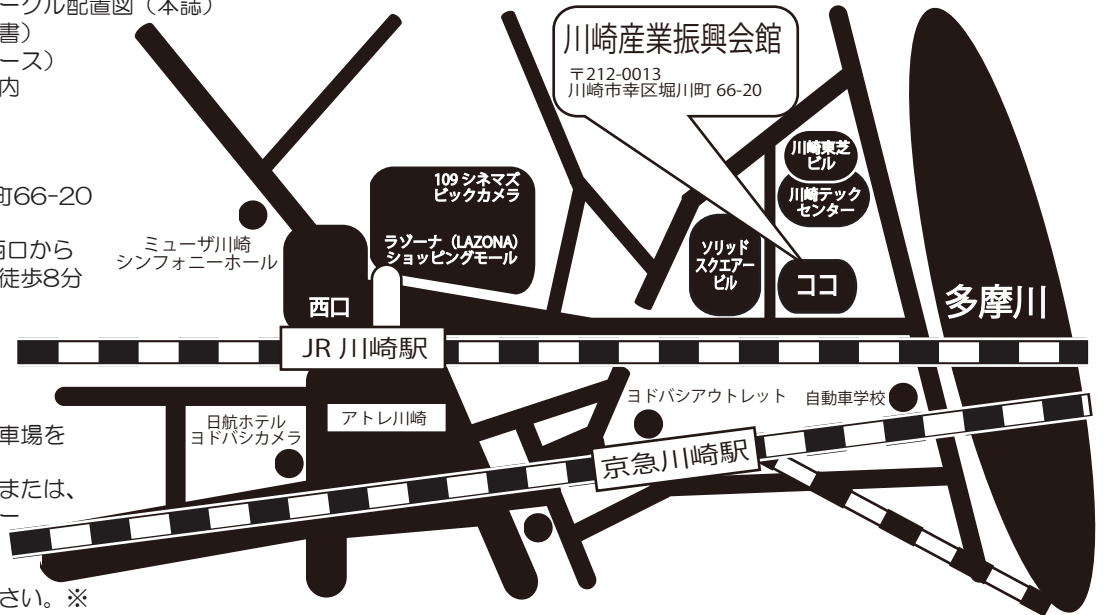 ークル配置図（本誌）
書）
ース）
内
町66-20
西口から
徒歩8分
車場を
または、
さい。※
川崎産業振興会館
〒212-0013
川崎市幸区堀川町 66-20
109 シネマズ
ビックカメラ
ラゾーナ（LAZONA）
ショッピングモール
ミューザ川崎
シンフォニーホール
西口
川崎東芝
ビル
川崎テック
センター
ソリッド
スクエアー
ビル
ココ
多摩川
JR 川崎駅
日航ホテル
ヨドバシカメラ
アトレ川崎
ヨドバシアウトレット
自動車学校
京急川崎駅